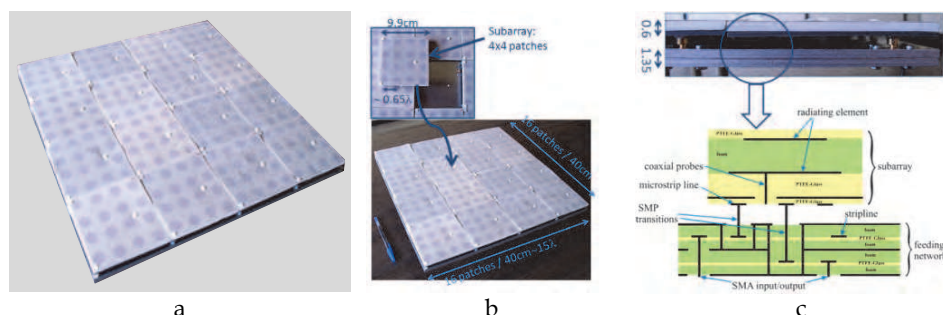 9.9cm
Subarray:
4x4 patches
~ 0.65λ
16 patches / 40cm
16 patches / 40cm~15λ
0.6
1.35
radiating element
PTFE-Glass
foam
coaxial probes
PTFE-Glass
subarray
microstrip line
PTFE-Glass
SMP
transitions
stripline
foam
PTFE-Glass
foam
feeding
network
foam
PTFE-Glass
foam
SMA input/output
a
b
c